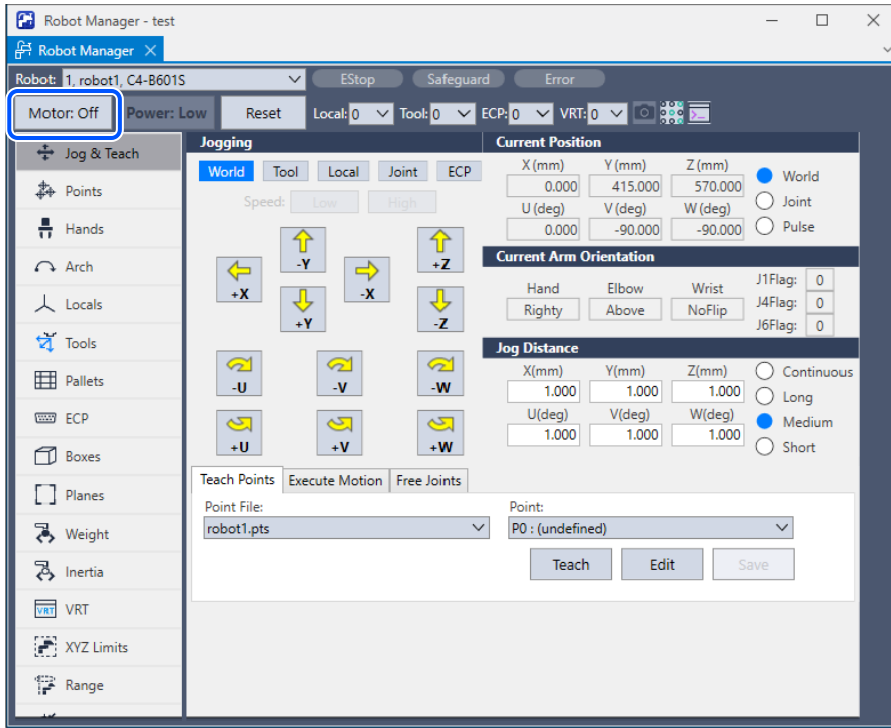 Robot Manager - test
Robot Manager
Robot: 1, robot1, C4-B601S EStop Safeguard Error
Motor: Off Power: Low Reset Local: 0 Tool: 0 ECP: 0 VRT: 0
Jog & Teach
Points
Hands
Arch
Locals
Tools
Pallets
ECP
Boxes
Planes
Weight
Inertia
VRT VRT
XYZ Limits
Range
Jogging
World Tool Local Joint ECP
Speed: Low High
-Y +Z
+X -X
+Y -Z
-U -V -W
+U +V +W
Current Position
X (mm) Y (mm) Z (mm)
0.000 415.000 570.000
U (deg) V (deg) W (deg)
0.000 -90.000 -90.000
World
Joint
Pulse
Current Arm Orientation
Hand Elbow Wrist
Righty Above NoFlip
J1Flag: 0
J4Flag: 0
J6Flag: 0
Jog Distance
X(mm) Y(mm) Z(mm)
1.000 1.000 1.000
U(deg) V(deg) W(deg)
1.000 1.000 1.000
Continuous
Long
Medium
Short
Teach Points Execute Motion Free Joints
Point File: Point:
robot1.pts P0 : (undefined)
Teach Edit Save